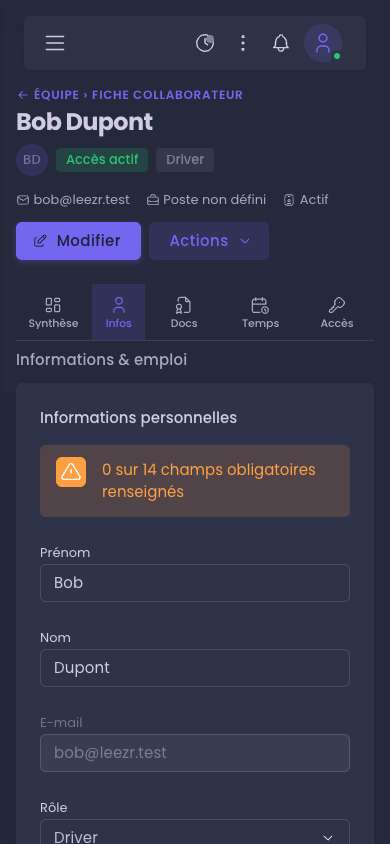 ← ÉQUIPE › FICHE COLLABORATEUR
Bob Dupont
BD Accès actif Driver
bob@leezr.test Poste non défini Actif
Modifier Actions
Synthèse Infos Docs Temps Accès
Informations & emploi
Informations personnelles
0 sur 14 champs obligatoires
renseignés
Prénom
Bob
Nom
Dupont
E-mail
bob@leezr.test
Rôle
Driver